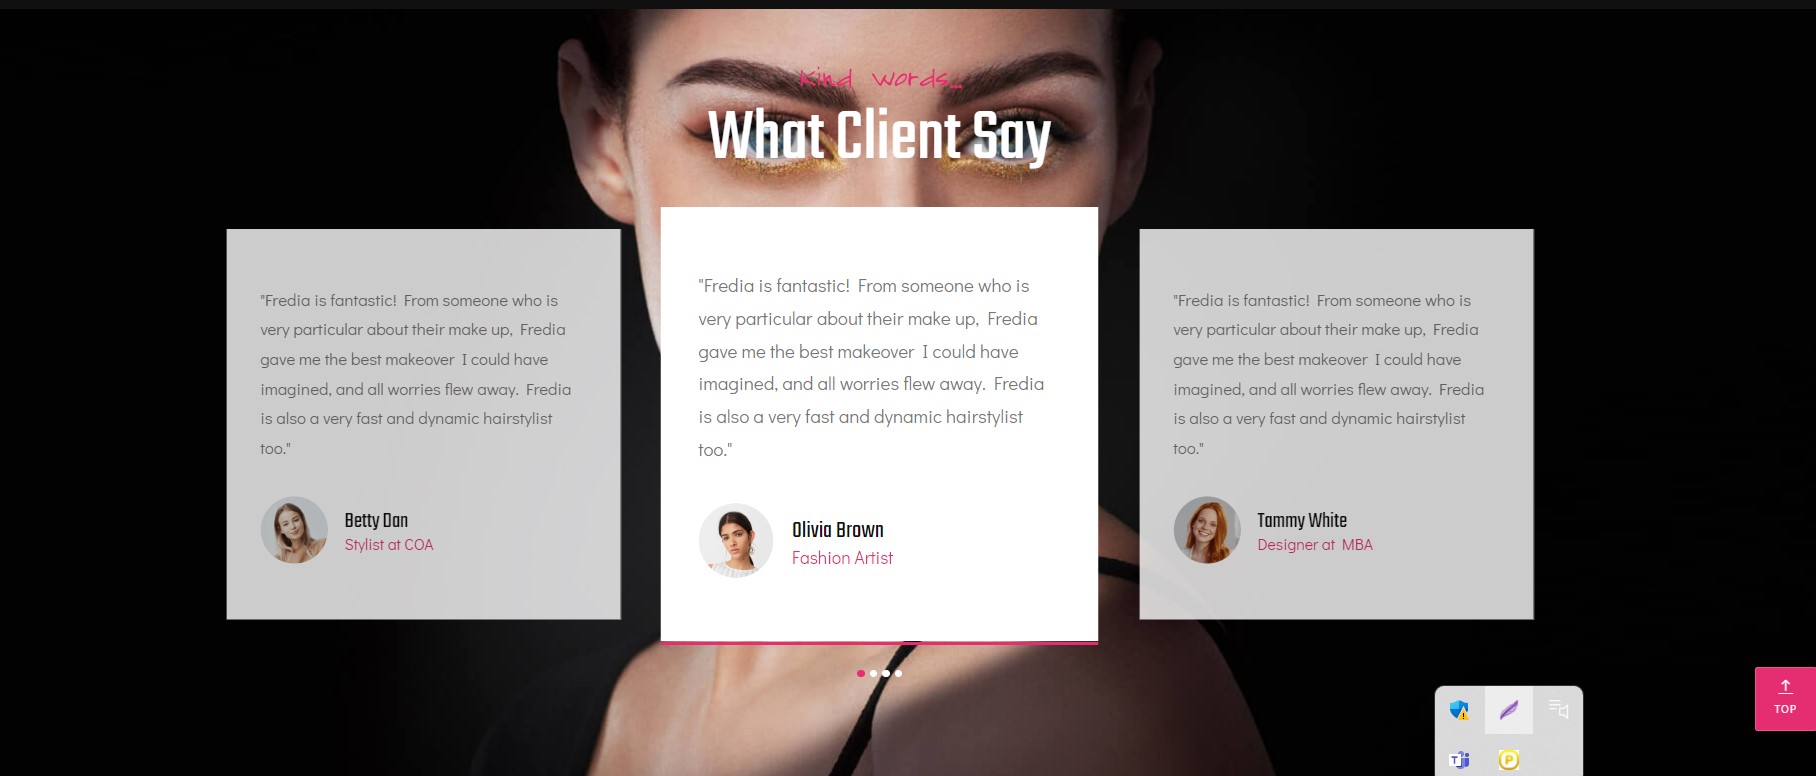 Kind words...
What Client Say
"Fredia is fantastic! From someone who is
very particular about their make up, Fredia
gave me the best makeover I could have
imagined, and all worries flew away. Fredia
is also a very fast and dynamic hairstylist
too."
Betty Dan
Stylist at COA
"Fredia is fantastic! From someone who is
very particular about their make up, Fredia
gave me the best makeover I could have
imagined, and all worries flew away. Fredia
is also a very fast and dynamic hairstylist
too."
Olivia Brown
Fashion Artist
"Fredia is fantastic! From someone who is
very particular about their make up, Fredia
gave me the best makeover I could have
imagined, and all worries flew away. Fredia
is also a very fast and dynamic hairstylist
too."
Tammy White
Designer at MBA
TOP